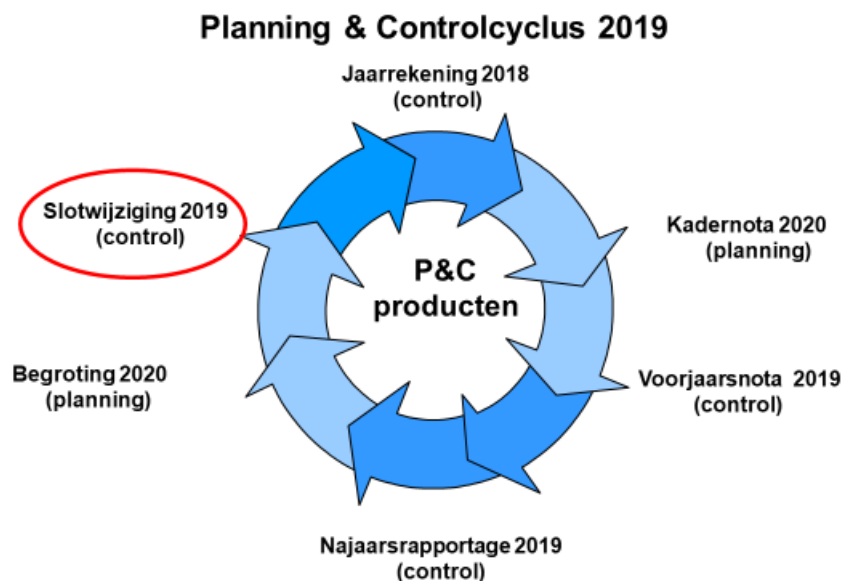 Planning & Controlcyclus 2019
Jaarrekening 2018
(control)
Kadernota 2020
(planning)
Voorjaarsnota 2019
(control)
Najaarsrapportage 2019
(control)
Begroting 2020
(planning)
Slotwijziging 2019
(control)
P&C
producten